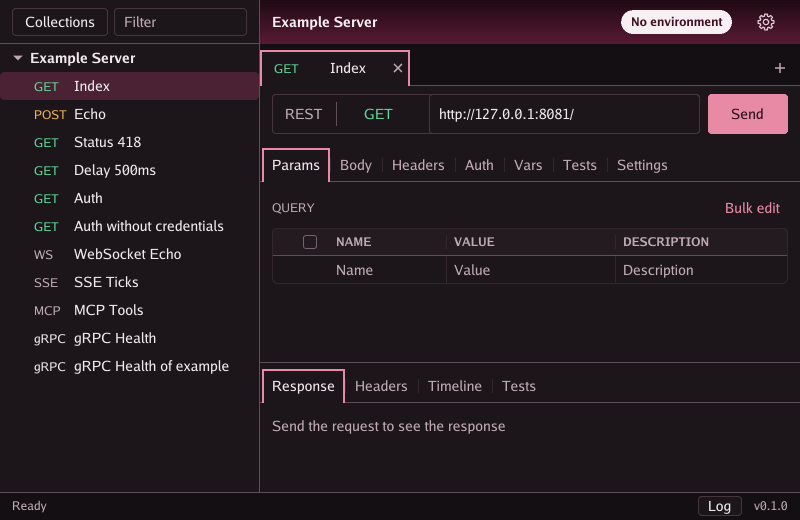 Collections
Filter
Example Server
No environment
Example Server
GET Index
POST Echo
GET Status 418
GET Delay 500ms
GET Auth
GET Auth without credentials
WS WebSocket Echo
SSE SSE Ticks
MCP MCP Tools
gRPC gRPC Health
gRPC gRPC Health of example
GET Index
REST GET http://127.0.0.1:8081/ Send
Params Body Headers Auth Vars Tests Settings
QUERY Bulk edit
NAME VALUE DESCRIPTION
Name Value Description
Response Headers Timeline Tests
Send the request to see the response
Ready Log v0.1.0